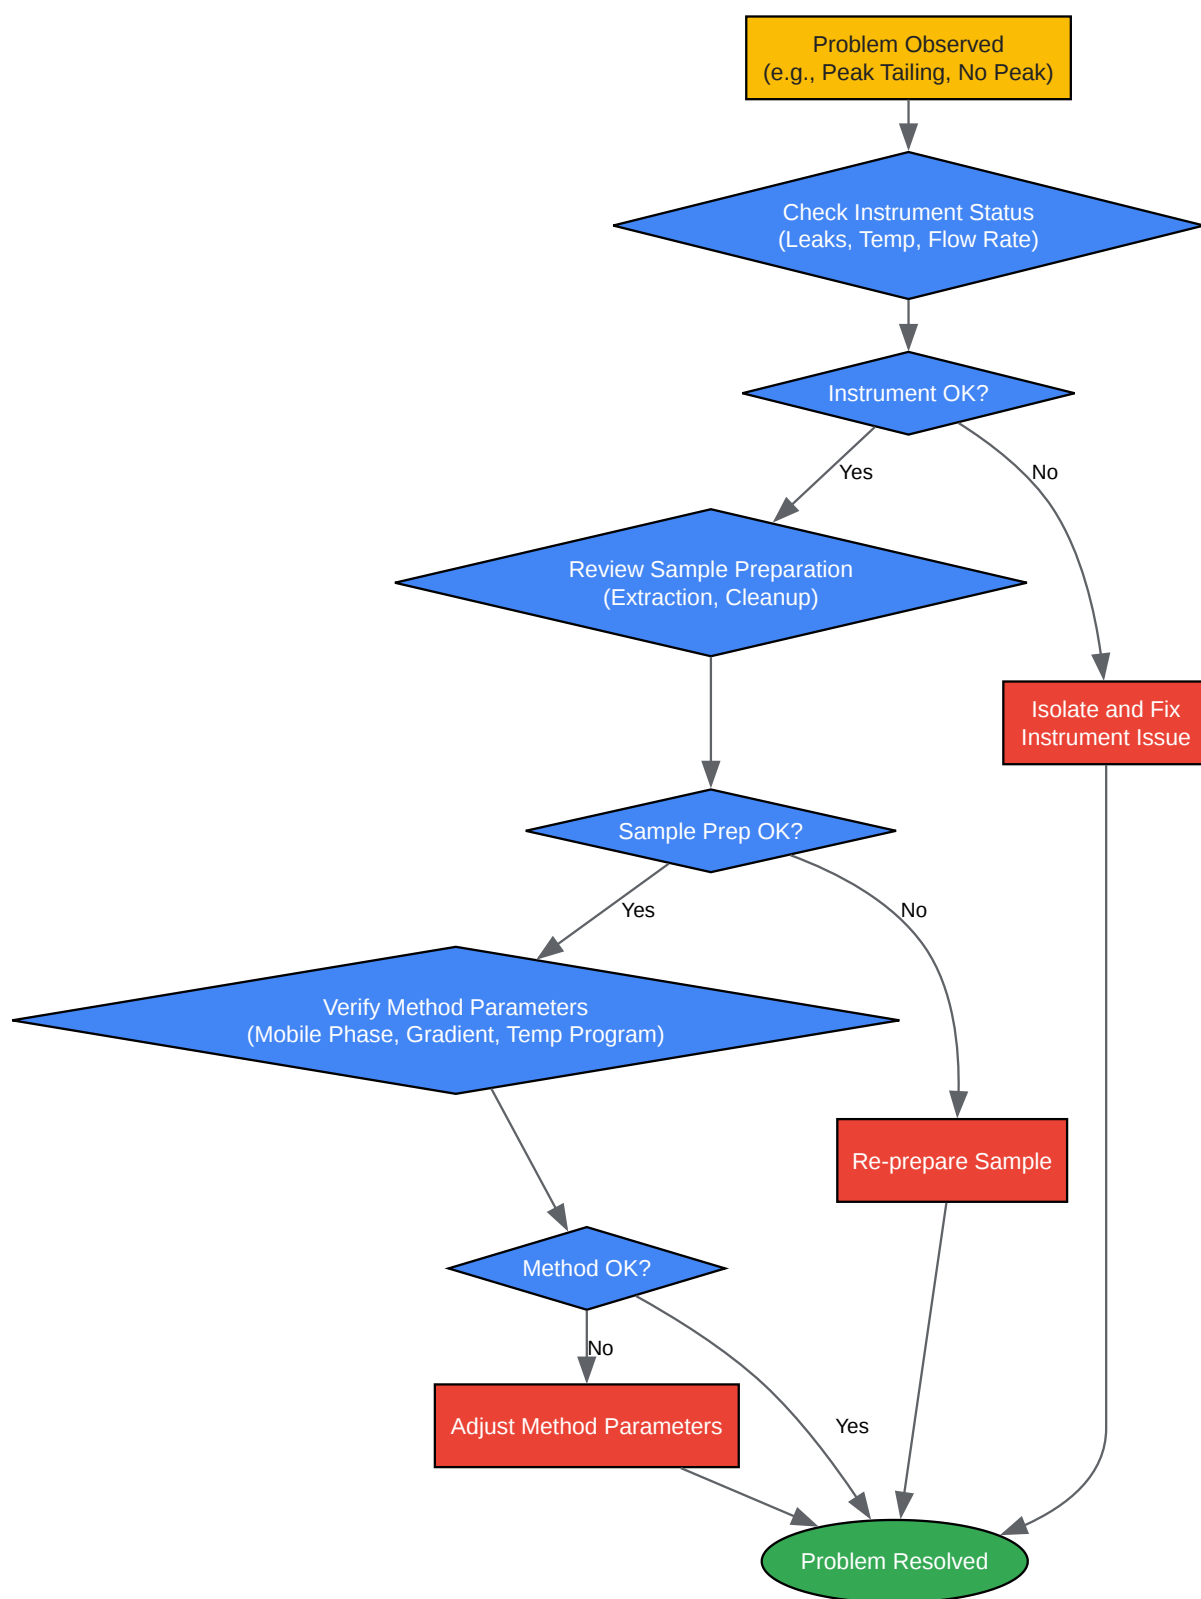 Problem Observed
(e.g., Peak Tailing, No Peak)
Check Instrument Status
(Leaks, Temp, Flow Rate)
Instrument OK?
Yes
No
Review Sample Preparation
(Extraction, Cleanup)
Isolate and Fix
Instrument Issue
Sample Prep OK?
Yes
No
Verify Method Parameters
(Mobile Phase, Gradient, Temp Program)
Re-prepare Sample
Method OK?
No
Yes
Adjust Method Parameters
Problem Resolved